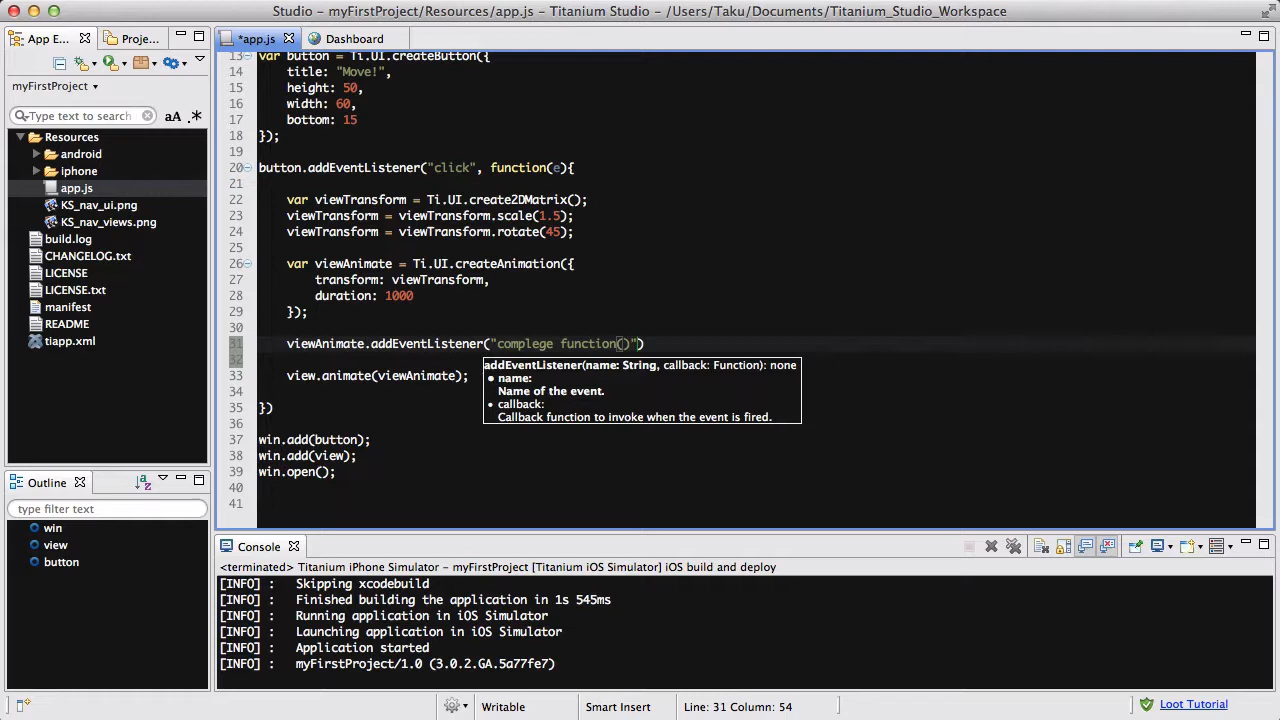 Studio – myFirstProject/Resources/app.js – Titanium Studio – /Users/Taku/Documents/Titanium_Studio_Workspace
App E...
Proje...
*app.js
Dashboard
myFirstProject
Type text to search
aA .*
Resources
android
iphone
app.js
KS_nav_ui.png
KS_nav_views.png
build.log
CHANGELOG.txt
LICENSE
LICENSE.txt
manifest
README
tiapp.xml
13 var button = Ti.UI.createButton({
14 title: "Move!",
15 height: 50,
16 width: 60,
17 bottom: 15
18 });
19
20 button.addEventListener("click", function(e){
21
22 var viewTransform = Ti.UI.create2DMatrix();
23 viewTransform = viewTransform.scale(1.5);
24 viewTransform = viewTransform.rotate(45);
25
26 var viewAnimate = Ti.UI.createAnimation({
27 transform: viewTransform,
28 duration: 1000
29 });
30
31 viewAnimate.addEventListener("complege function()")
32
33 view.animate(viewAnimate);
34
35 })
36
37 win.add(button);
38 win.add(view);
39 win.open();
40
41
addEventListener(name: String, callback: Function): none
• name:
Name of the event.
• callback:
Callback function to invoke when the event is fired.
Outline
type filter text
win
view
button
Console
<terminated> Titanium iPhone Simulator - myFirstProject [Titanium iOS Simulator] iOS build and deploy
[INFO] : Skipping xcodebuild
[INFO] : Finished building the application in 1s 545ms
[INFO] : Running application in iOS Simulator
[INFO] : Launching application in iOS Simulator
[INFO] : Application started
[INFO] : myFirstProject/1.0 (3.0.2.GA.5a77fe7)
Writable
Smart Insert
Line: 31 Column: 54
Loot Tutorial